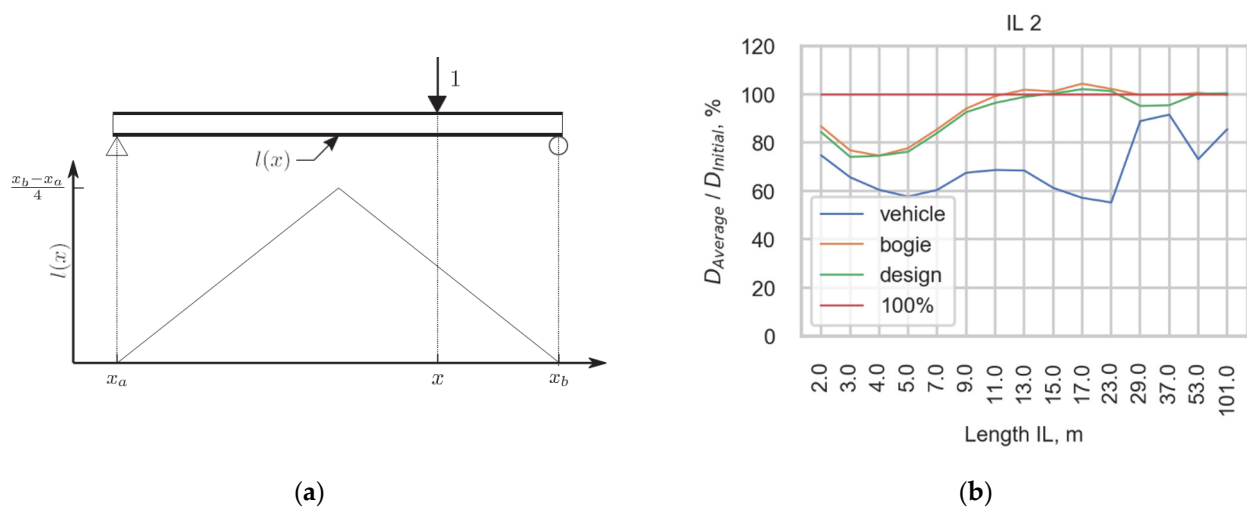 1
l(x)
x_b−x_a
4
l(x)
x_a
x
x_b
(a)
IL 2
D_Average / D_Initial, %
120
100
80
60
40
20
0
vehicle
bogie
design
100%
2.0 3.0 4.0 5.0 7.0 9.0 11.0 13.0 15.0 17.0 23.0 29.0 37.0 53.0 101.0
Length IL, m
(b)